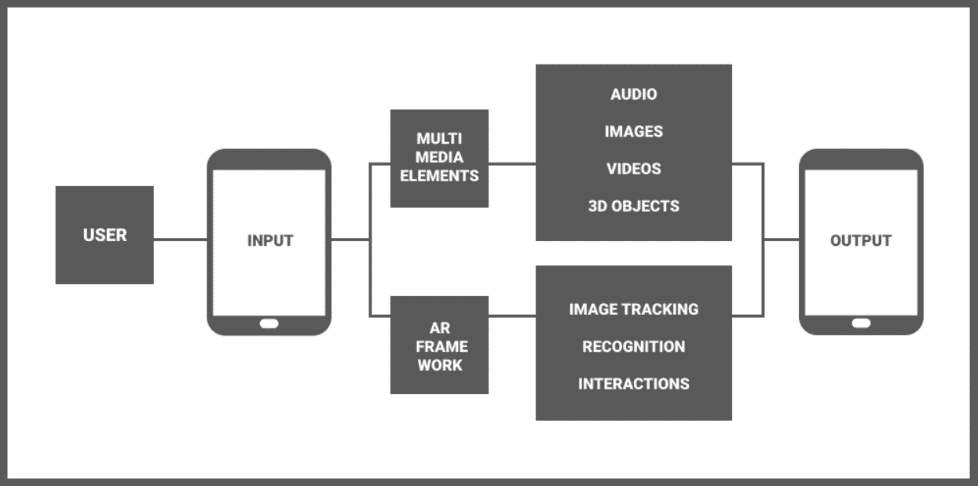 USER
INPUT
MULTI
MEDIA
ELEMENTS
AUDIO
IMAGES
VIDEOS
3D OBJECTS
AR
FRAME
WORK
IMAGE TRACKING
RECOGNITION
INTERACTIONS
OUTPUT